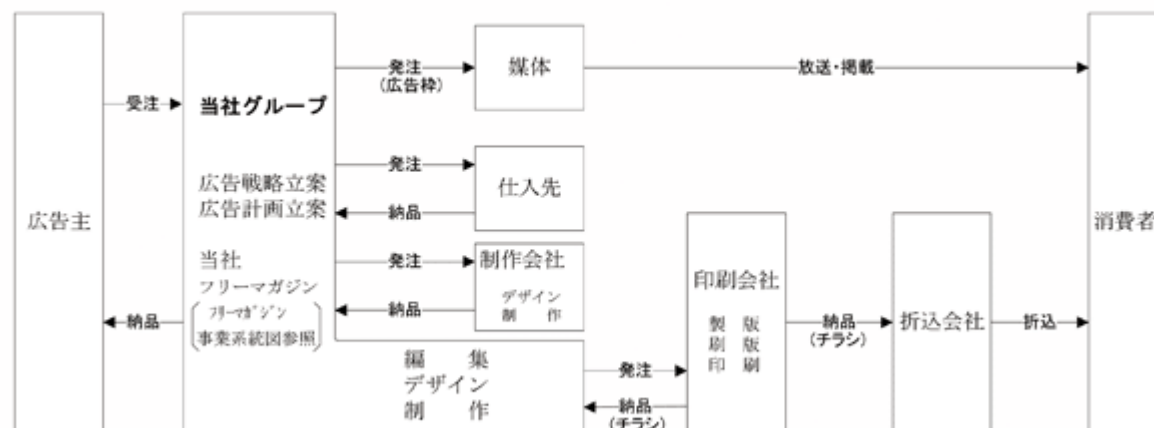 広告主
受注
納品
当社グループ
広告戦略立案
広告計画立案
当社
フリーマガジン
フリーマガジン
事業系統図参照
編　集
デザイン
制　作
発注
(広告枠)
媒体
放送・掲載
発注
納品
仕入先
発注
納品
制作会社
デザイン
制　作
発注
納品
(チラシ)
印刷会社
製　版
刷　版
印　刷
納品
(チラシ)
折込会社
折込
消費者